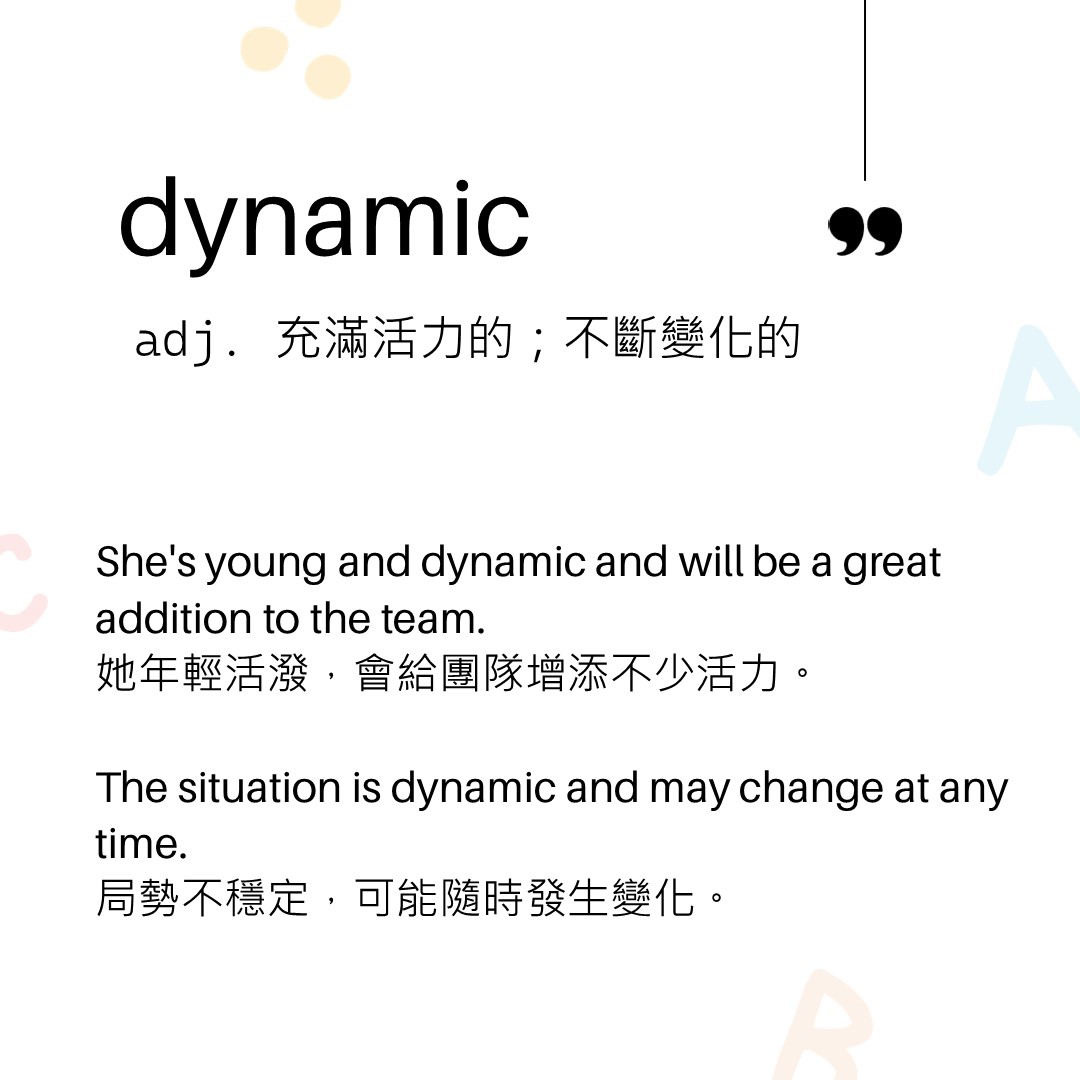 dynamic
”
adj. 充滿活力的；不斷變化的
A
C
She's young and dynamic and will be a great
addition to the team.
她年輕活潑，會給團隊增添不少活力。
The situation is dynamic and may change at any
time.
局勢不穩定，可能隨時發生變化。
B